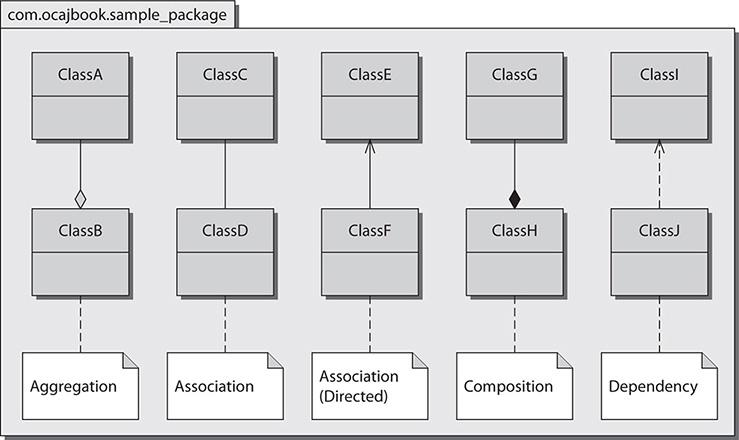 com.ocajbook.sample_package
ClassA
ClassC
ClassE
ClassG
ClassI
ClassB
ClassD
ClassF
ClassH
ClassJ
Aggregation
Association
Association
(Directed)
Composition
Dependency